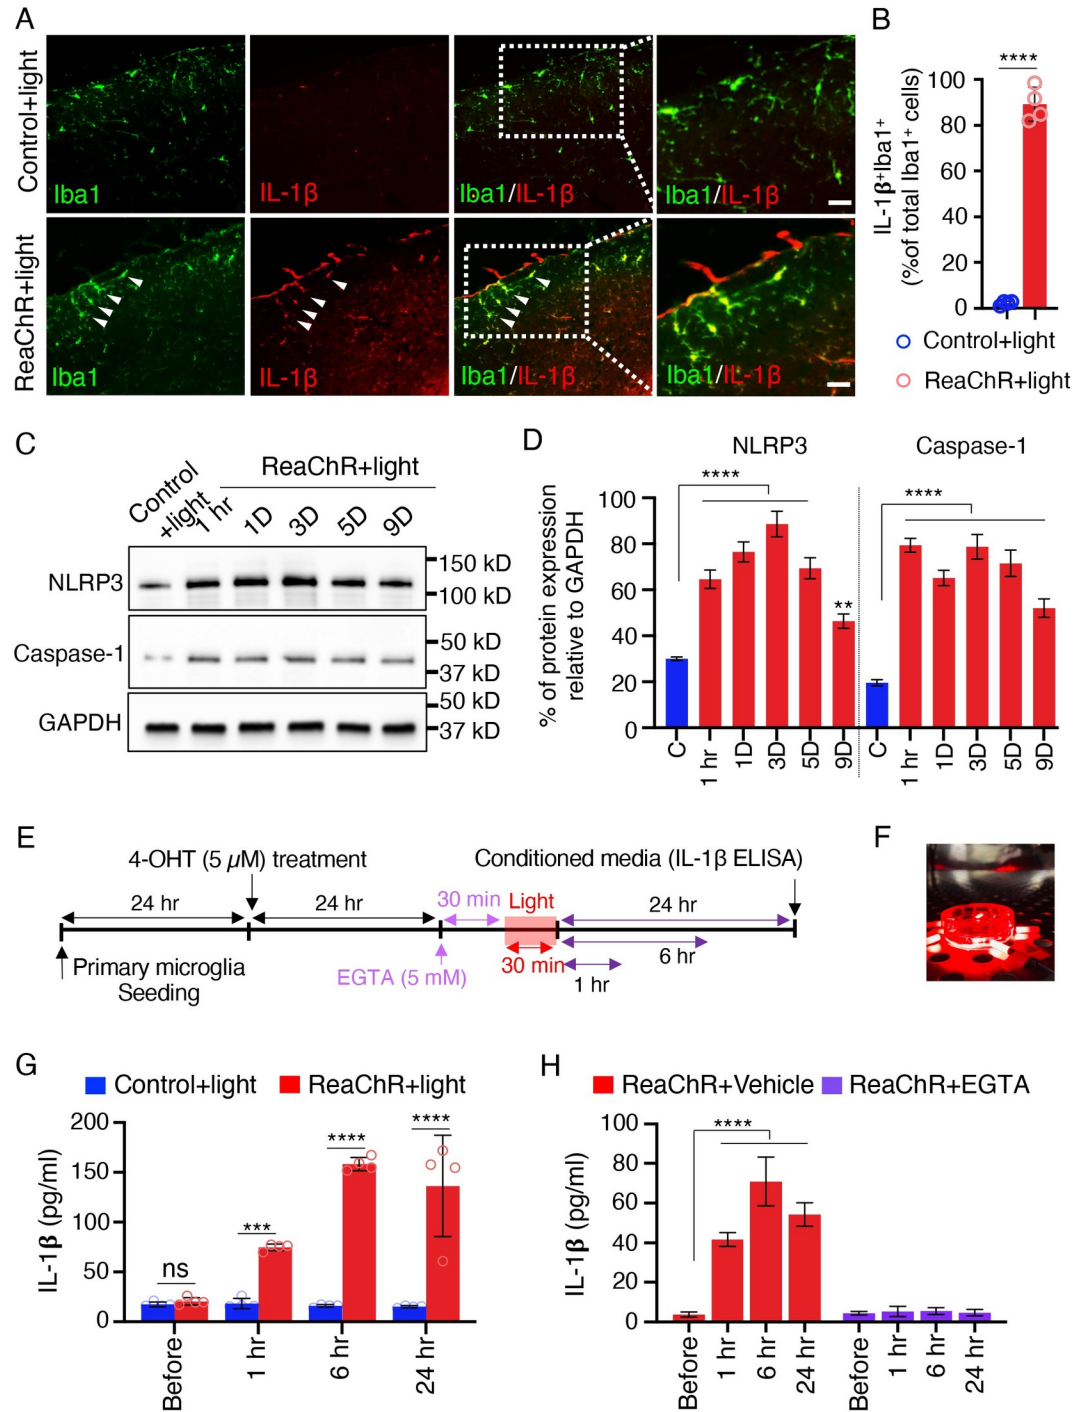 A
Control+light
Iba1
IL-1β
Iba1/IL-1β
Iba1/IL-1β
ReaChR+light
Iba1
IL-1β
Iba1/IL-1β
Iba1/IL-1β
B
****
IL-1β+Iba1+
(%of total Iba1+ cells)
100
80
60
40
20
0
Control+light
ReaChR+light
C
Control
+light
ReaChR+light
1 hr
1D
3D
5D
9D
NLRP3
150 kD
100 kD
Caspase-1
50 kD
37 kD
GAPDH
50 kD
37 kD
D
NLRP3
Caspase-1
% of protein expression
relative to GAPDH
100
80
60
40
20
0
****
**
****
C
1 hr
1D
3D
5D
9D
C
1 hr
1D
3D
5D
9D
E
4-OHT (5 µM) treatment
Conditioned media (IL-1β ELISA)
24 hr
24 hr
30 min
Light
24 hr
6 hr
1 hr
30 min
EGTA (5 mM)
Primary microglia
Seeding
F
G
Control+light
ReaChR+light
IL-1β (pg/ml)
200
150
100
50
0
ns
***
****
****
Before
1 hr
6 hr
24 hr
H
ReaChR+Vehicle
ReaChR+EGTA
IL-1β (pg/ml)
100
80
60
40
20
0
****
Before
1 hr
6 hr
24 hr
Before
1 hr
6 hr
24 hr